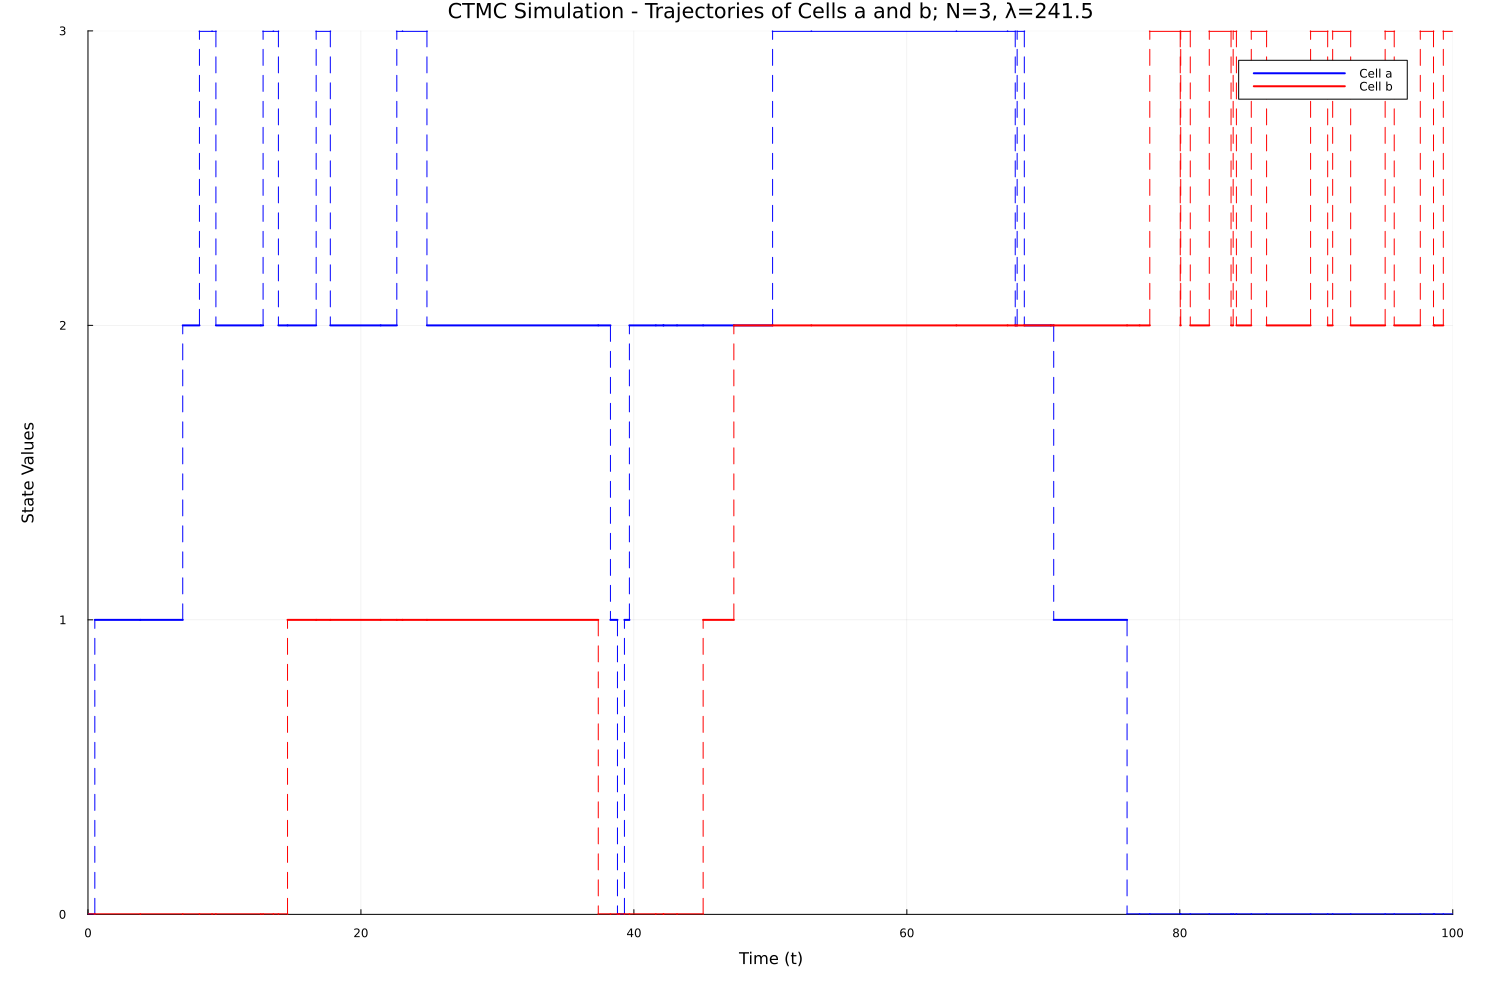 CTMC Simulation - Trajectories of Cells a and b; N=3, λ=241.5
3
Cell a
Cell b
2
State Values
1
0
0 20 40 60 80 100
Time (t)